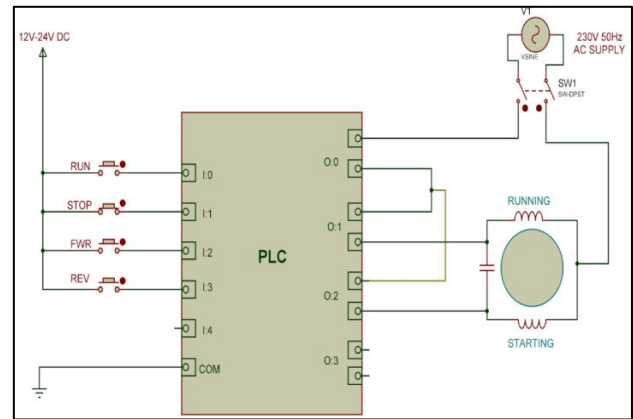 12V-24V DC
V1
VSINE
230V 50Hz
AC SUPPLY
SW1
SW-DPST
RUN
I:0
O:0
STOP
I:1
O:1
RUNNING
FWR
I:2
PLC
REV
I:3
O:2
I:4
STARTING
O:3
COM